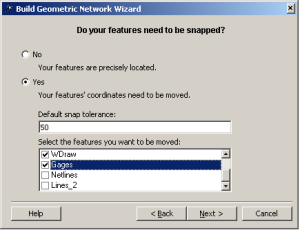 Build Geometric Network Wizard
Do your features need to be snapped?
No
Your features are precisely located.
Yes
Your features' coordinates need to be moved.
Default snap tolerance:
50
Select the features you want to be moved:
WDraw
Gages
Netlines
Lines_2
Help
< Back
Next >
Cancel